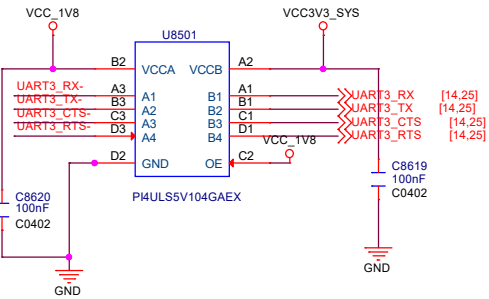 VCC_1V8 U8501 VCC3V3_SYS
B2 VCCA VCCB A2
UART3_RX- A3 A1 B1 A1 UART3_RX [14,25]
UART3_TX- B3 A2 B2 B1 UART3_TX [14,25]
UART3_CTS- C3 A3 B3 C1 UART3_CTS [14,25]
UART3_RTS- D3 A4 B4 D1 UART3_RTS [14,25]
VCC_1V8
D2 GND OE C2
C8619
100nF
C0402
PI4ULS5V104GAEX
C8620
100nF
C0402
GND
GND